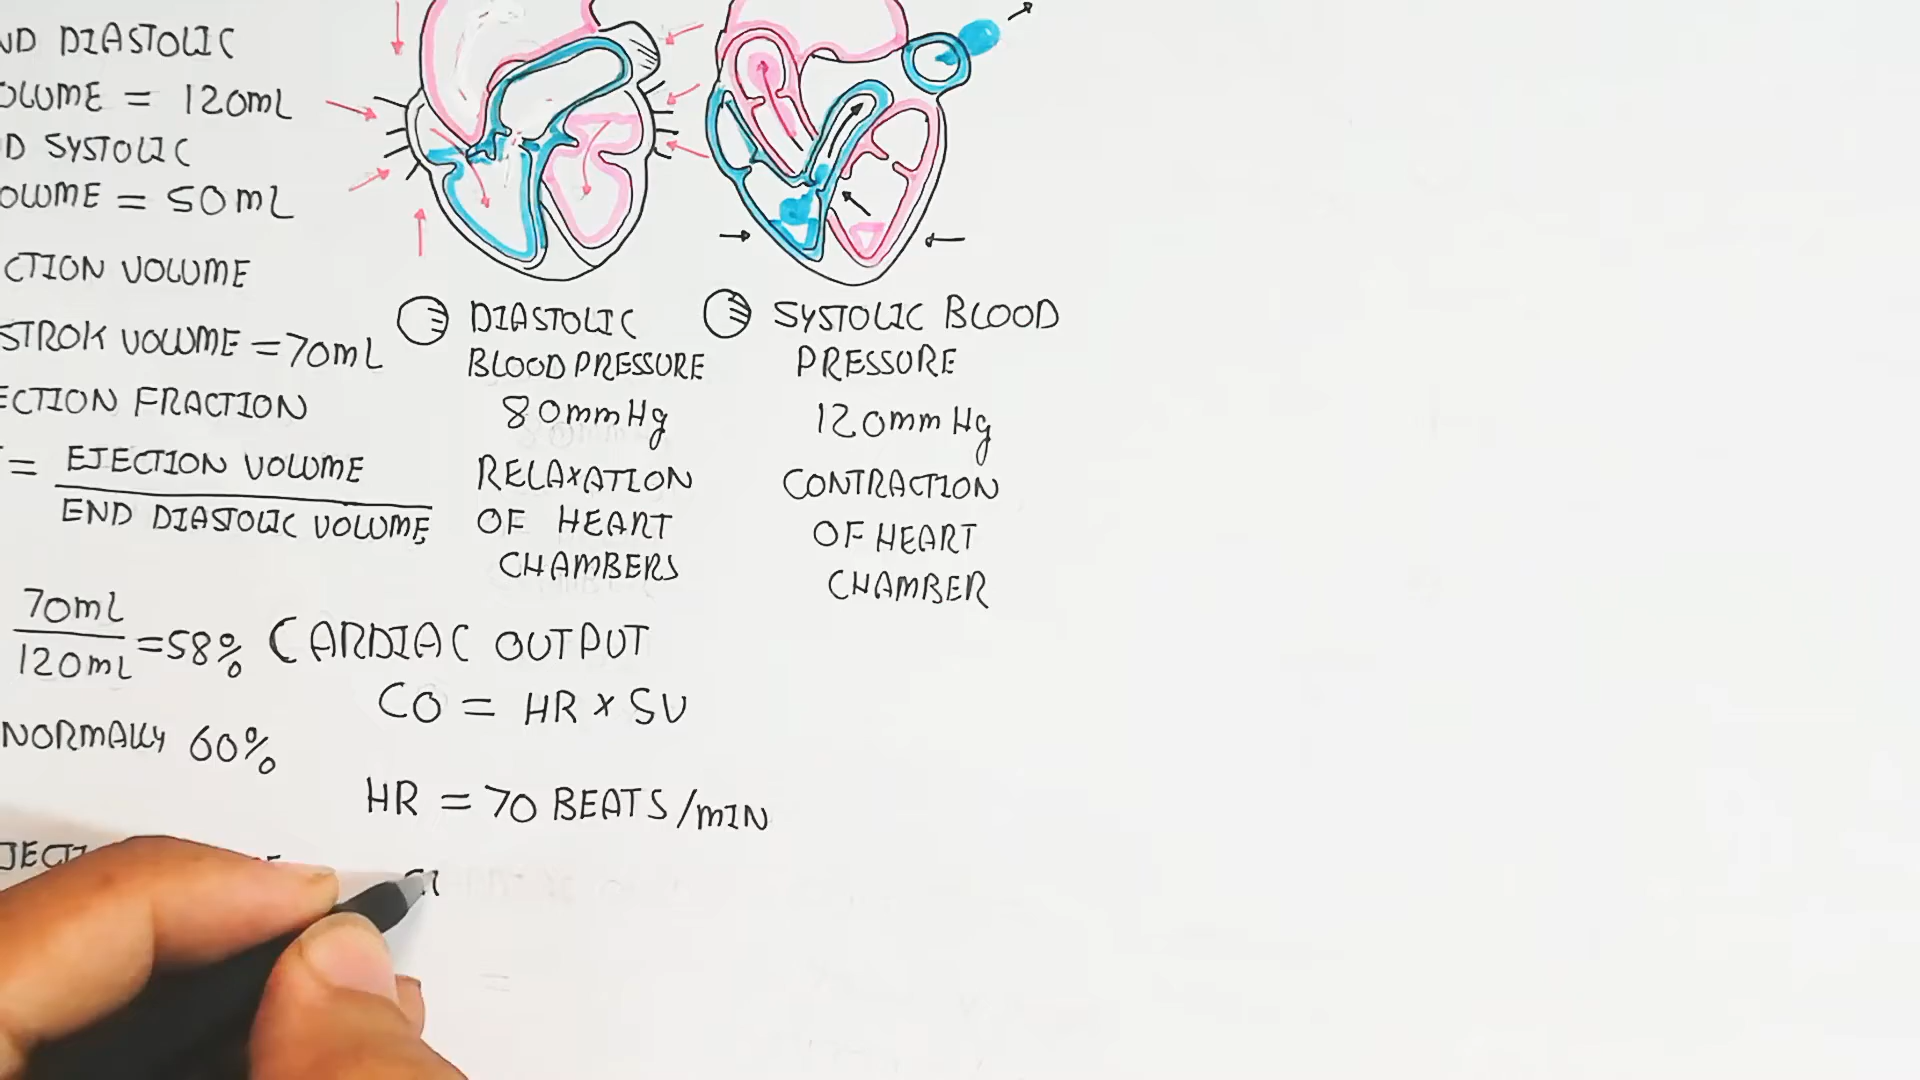 ND DIASTOLIC
OLUME = 120mL
D SYSTOLIC
OLUME = 50mL
CTION VOLUME
STROK VOLUME = 70mL
ECTION FRACTION
= EJECTION VOLUME
END DIASTOLIC VOLUME
70mL
120mL
= 58%
NORMALLY 60%
DIASTOLIC
BLOOD PRESSURE
80mmHg
RELAXATION
OF HEART
CHAMBERS
SYSTOLIC BLOOD
PRESSURE
120mmHg
CONTRACTION
OF HEART
CHAMBER
CARDIAC OUTPUT
CO = HR × SV
HR = 70 BEATS/MIN